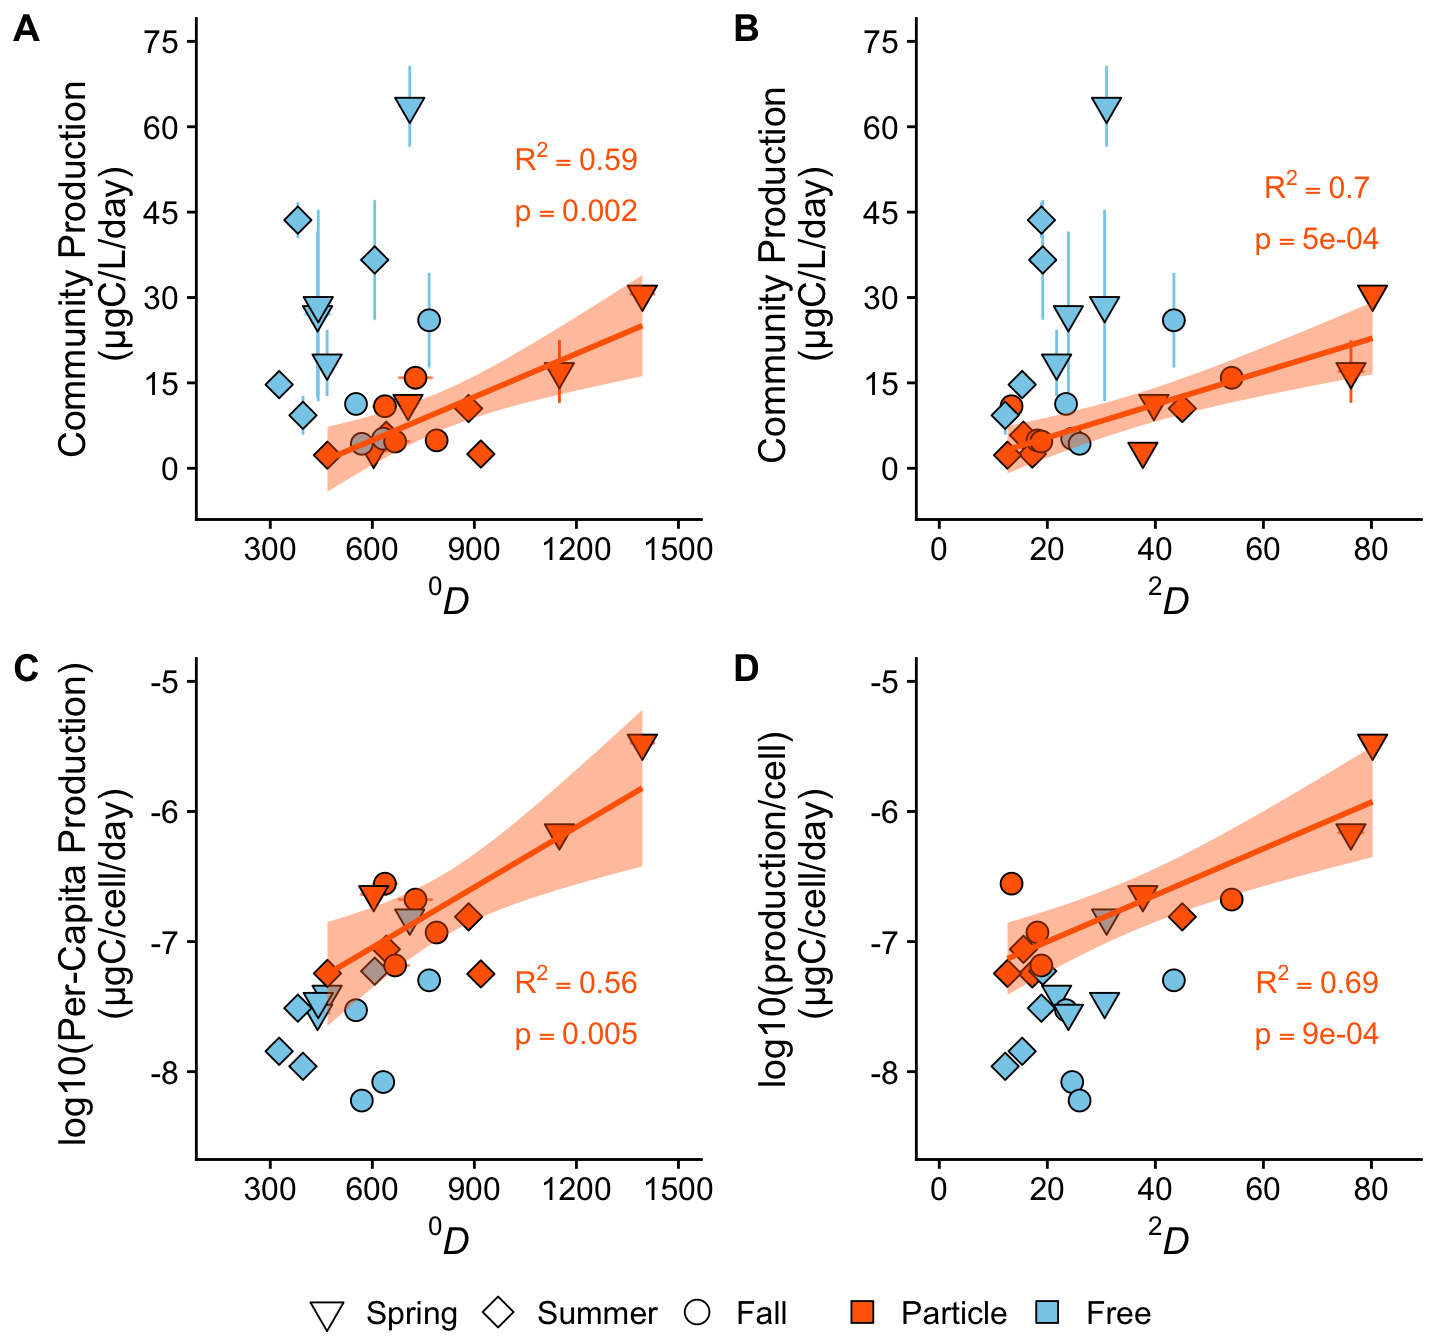 A
Community Production
(µgC/L/day)
75
60
45
30
15
0
R² = 0.59
p = 0.002
300 600 900 1200 1500
⁰D
B
Community Production
(µgC/L/day)
75
60
45
30
15
0
R² = 0.7
p = 5e-04
0 20 40 60 80
²D
C
log10(Per-Capita Production)
(µgC/cell/day)
-5
-6
-7
-8
R² = 0.56
p = 0.005
300 600 900 1200 1500
⁰D
D
log10(production/cell)
(µgC/cell/day)
-5
-6
-7
-8
R² = 0.69
p = 9e-04
0 20 40 60 80
²D
Spring Summer Fall Particle Free